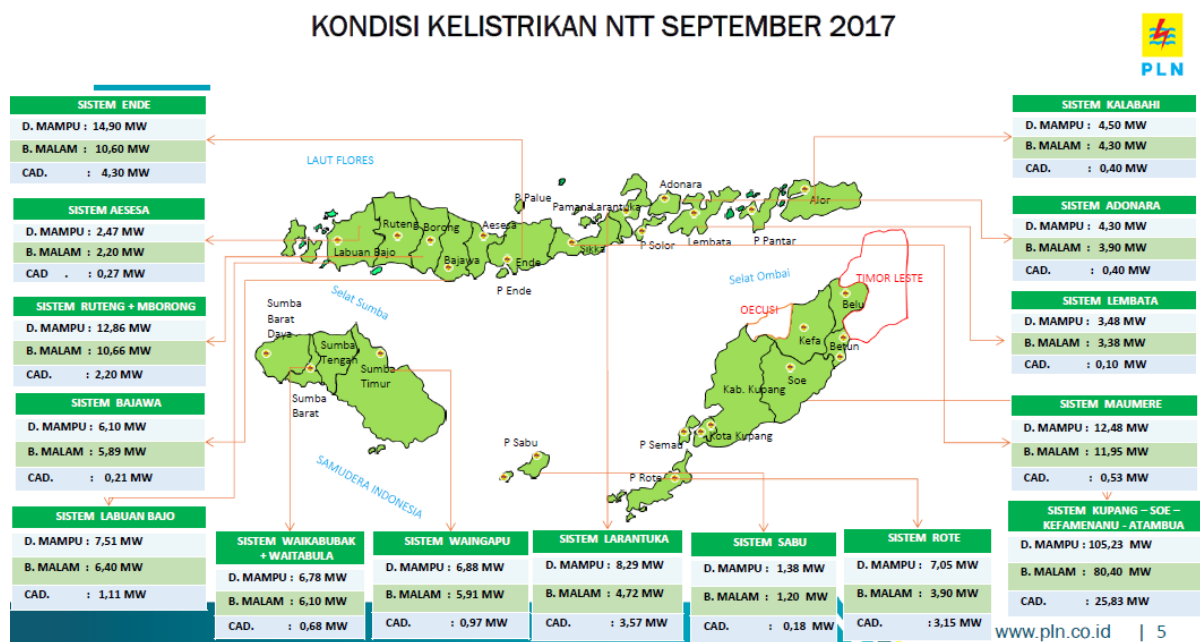 KONDISI KELISTRIKAN NTT SEPTEMBER 2017
PLN
SISTEM ENDE
D. MAMPU : 14,90 MW
B. MALAM : 10,60 MW
CAD. : 4,30 MW
SISTEM AESESA
D. MAMPU : 2,47 MW
B. MALAM : 2,20 MW
CAD . : 0,27 MW
SISTEM RUTENG + MBORONG
D. MAMPU : 12,86 MW
B. MALAM : 10,66 MW
CAD. : 2,20 MW
SISTEM BAJAWA
D. MAMPU : 6,10 MW
B. MALAM : 5,89 MW
CAD. : 0,21 MW
SISTEM LABUAN BAJO
D. MAMPU : 7,51 MW
B. MALAM : 6,40 MW
CAD. : 1,11 MW
SISTEM WAIKABUBAK
+ WAITABULA
D. MAMPU : 6,78 MW
B. MALAM : 6,10 MW
CAD. : 0,68 MW
SISTEM WAINGAPU
D. MAMPU : 6,88 MW
B. MALAM : 5,91 MW
CAD. : 0,97 MW
SISTEM LARANTUKA
D. MAMPU : 8,29 MW
B. MALAM : 4,72 MW
CAD. : 3,57 MW
SISTEM SABU
D. MAMPU : 1,38 MW
B. MALAM : 1,20 MW
CAD. : 0,18 MW
SISTEM ROTE
D. MAMPU : 7,05 MW
B. MALAM : 3,90 MW
CAD. : 3,15 MW
SISTEM KALABAHI
D. MAMPU : 4,50 MW
B. MALAM : 4,30 MW
CAD. : 0,40 MW
SISTEM ADONARA
D. MAMPU : 4,30 MW
B. MALAM : 3,90 MW
CAD. : 0,40 MW
SISTEM LEMBATA
D. MAMPU : 3,48 MW
B. MALAM : 3,38 MW
CAD. : 0,10 MW
SISTEM MAUMERE
D. MAMPU : 12,48 MW
B. MALAM : 11,95 MW
CAD. : 0,53 MW
SISTEM KUPANG – SOE –
KEFAMENANU - ATAMBUA
D. MAMPU : 105,23 MW
B. MALAM : 80,40 MW
CAD. : 25,83 MW
LAUT FLORES
P Palue
Pamana
Larantuka
Adonara
Alor
Ruteng
Borong
Aesesa
Labuan Bajo
Bajawa
Ende
Sikka
P Solor
Lembata
P Pantar
P Ende
Selat Sumba
Selat Ombai
TIMOR LESTE
OECUSI
Belu
Kefa
Betun
Soe
Kab. Kupang
Kota Kupang
P Semau
P Rote
P Sabu
Sumba
Barat
Daya
Sumba
Tengah
Sumba
Timur
Sumba
Barat
SAMUDERA INDONESIA
www.pln.co.id | 5